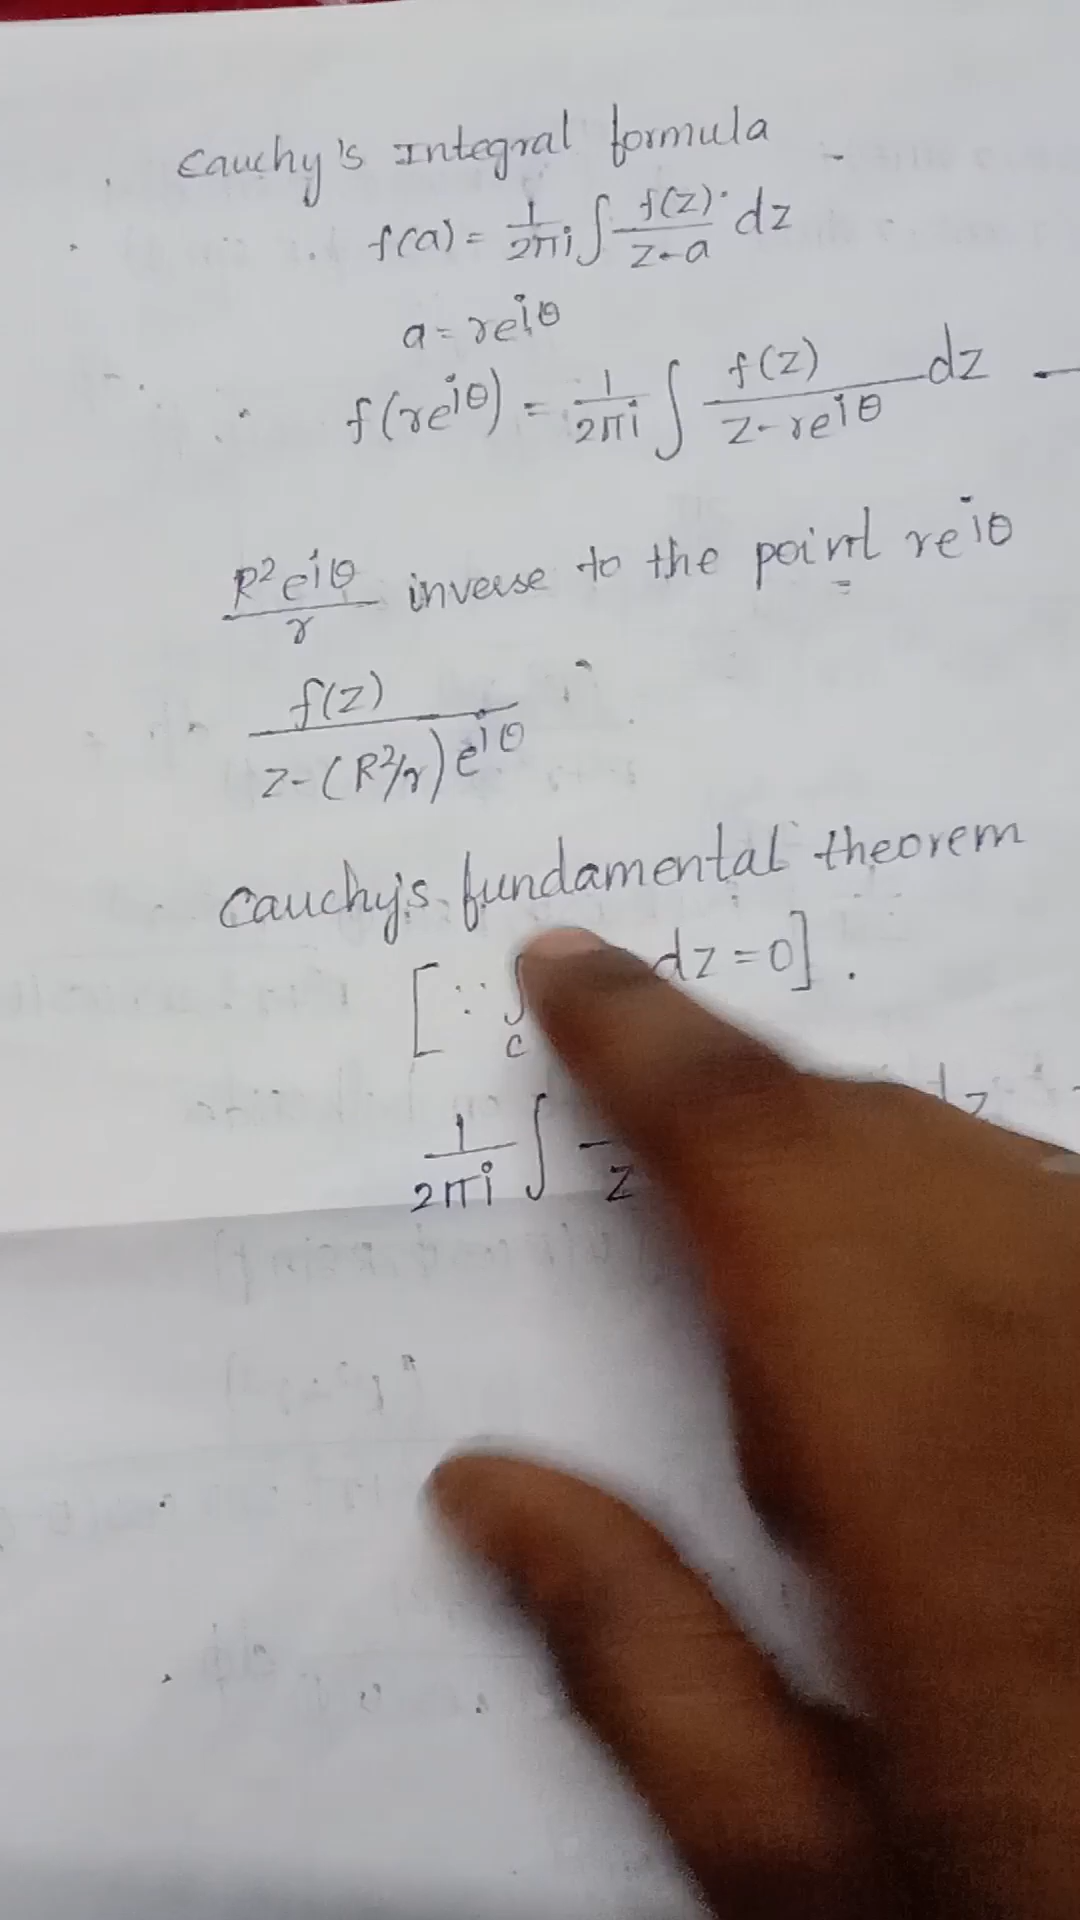 Cauchy's Integral formula
f(a) = 1/2πi ∫ f(z)/z-a dz
a = re^iθ
f(re^iθ) = 1/2πi ∫ f(z)/z-re^iθ dz —
R²e^iθ/r inverse to the point re^iθ
f(z)/z-(R²/r)e^iθ
Cauchy's fundamental theorem
[∵ ∫c dz = 0].
1/2πi ∫ /z dz